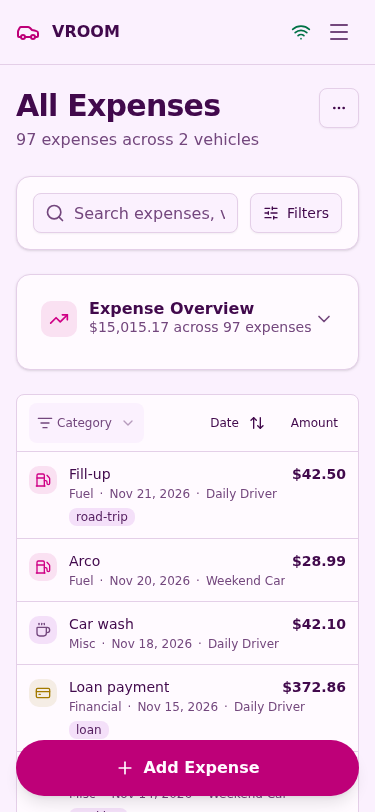 VROOM
All Expenses
97 expenses across 2 vehicles
Search expenses,
Filters
Expense Overview
$15,015.17 across 97 expenses
Category
Date
Amount
Fill-up
$42.50
Fuel · Nov 21, 2026 · Daily Driver
road-trip
Arco
$28.99
Fuel · Nov 20, 2026 · Weekend Car
Car wash
$42.10
Misc · Nov 18, 2026 · Daily Driver
Loan payment
$372.86
Financial · Nov 15, 2026 · Daily Driver
loan
Add Expense